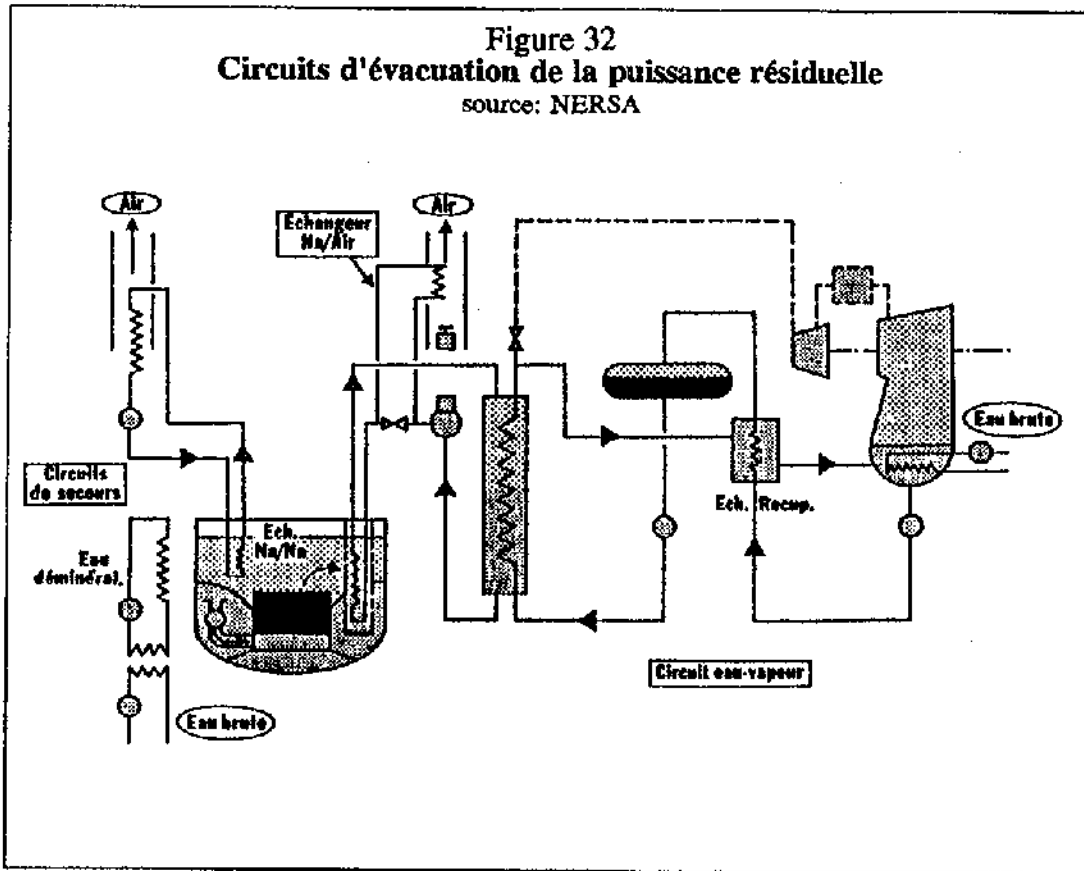 Figure 32
Circuits d'évacuation de la puissance résiduelle
source: NERSA
Air
Echangeur
Na/Air
Air
Circuits
de secours
Eau
déminéral.
Ech.
Na/Na
Eau brute
Ech. Recup.
Eau brute
Circuit eau-vapeur